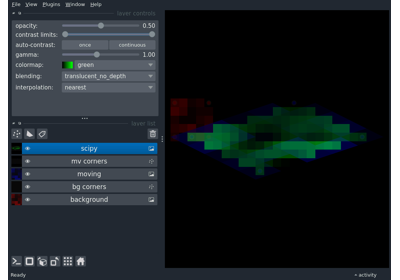 File View Plugins Window Help
layer controls
opacity: 0.50
contrast limits:
auto-contrast: once continuous
gamma: 1.00
colormap: green
blending: translucent_no_depth
interpolation: nearest
layer list
scipy
mv corners
moving
bg corners
background
Ready
activity